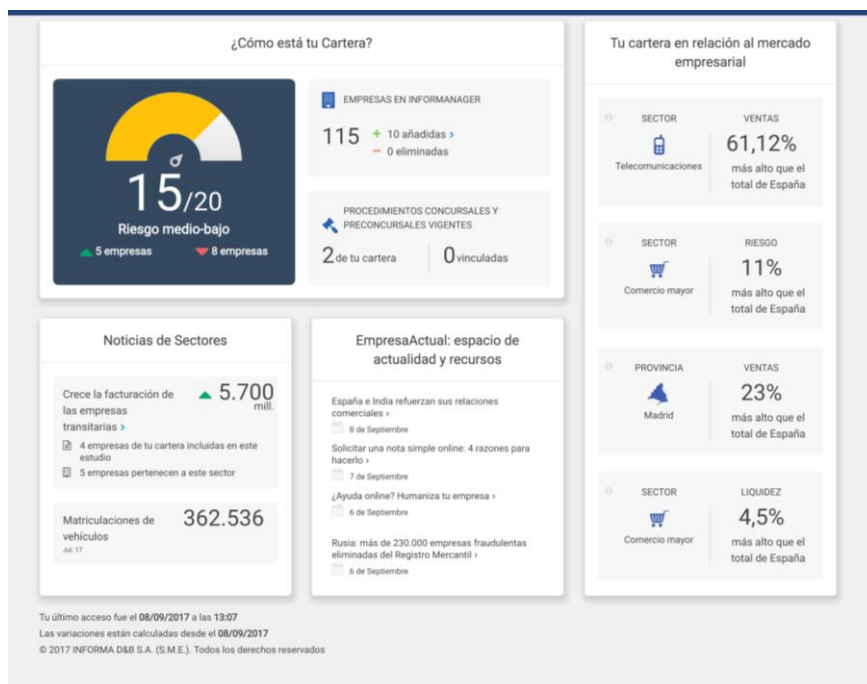 ¿Cómo está tu Cartera?
15/20
Riesgo medio-bajo
5 empresas
8 empresas
EMPRESAS EN INFORMANAGER
115
+ 10 añadidas ›
− 0 eliminadas
PROCEDIMIENTOS CONCURSALES Y
PRECONCURSALES VIGENTES
2 de tu cartera
0 vinculadas
Noticias de Sectores
Crece la facturación de
las empresas
transitarias ›
5.700
mill.
4 empresas de tu cartera incluidas en este
estudio
5 empresas pertenecen a este sector
Matriculaciones de
vehículos
Jul. 17
362.536
EmpresaActual: espacio de
actualidad y recursos
España e India refuerzan sus relaciones
comerciales ›
8 de Septiembre
Solicitar una nota simple online: 4 razones para
hacerlo ›
7 de Septiembre
¿Ayuda online? Humaniza tu empresa ›
6 de Septiembre
Rusia: más de 230.000 empresas fraudulentas
eliminadas del Registro Mercantil ›
6 de Septiembre
Tu cartera en relación al mercado
empresarial
SECTOR
Telecomunicaciones
VENTAS
61,12%
más alto que el
total de España
SECTOR
Comercio mayor
RIESGO
11%
más alto que el
total de España
PROVINCIA
Madrid
VENTAS
23%
más alto que el
total de España
SECTOR
Comercio mayor
LIQUIDEZ
4,5%
más alto que el
total de España
Tu último acceso fue el 08/09/2017 a las 13:07
Las variaciones están calculadas desde el 08/09/2017
© 2017 INFORMA D&B S.A. (S.M.E.). Todos los derechos reservados